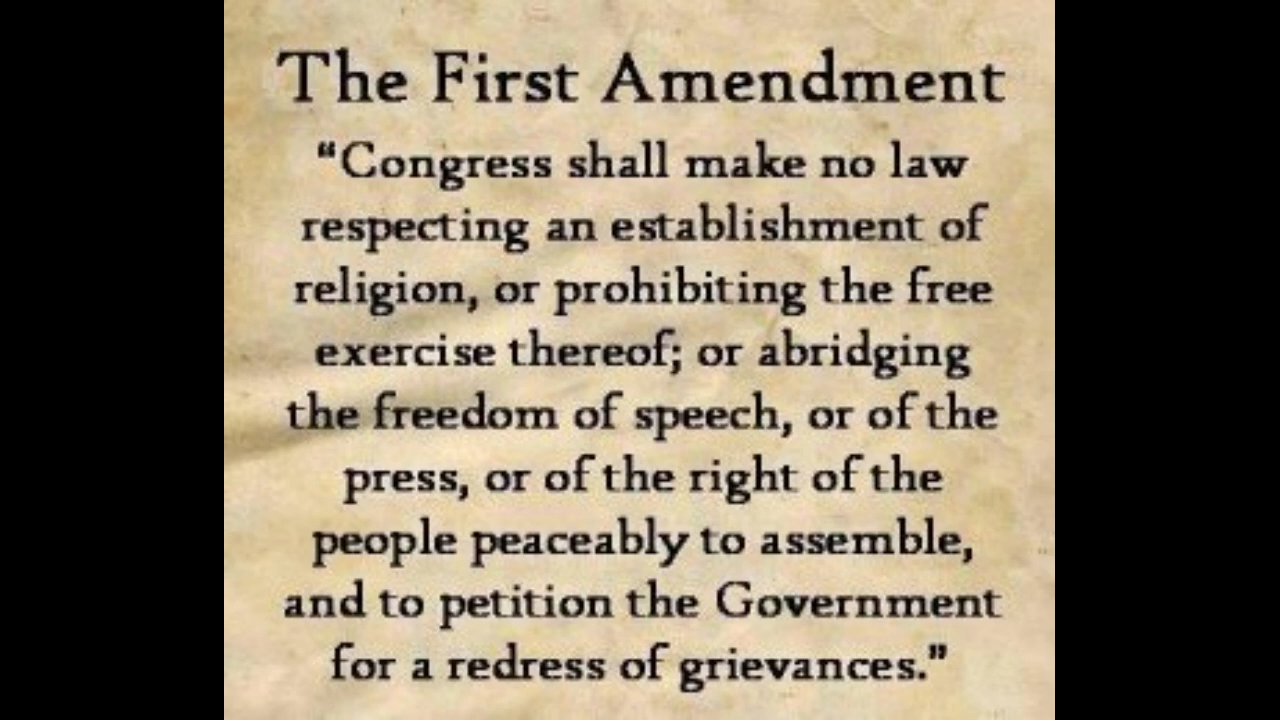 The First Amendment
“Congress shall make no law
respecting an establishment of
religion, or prohibiting the free
exercise thereof; or abridging
the freedom of speech, or of the
press, or of the right of the
people peaceably to assemble,
and to petition the Government
for a redress of grievances.”